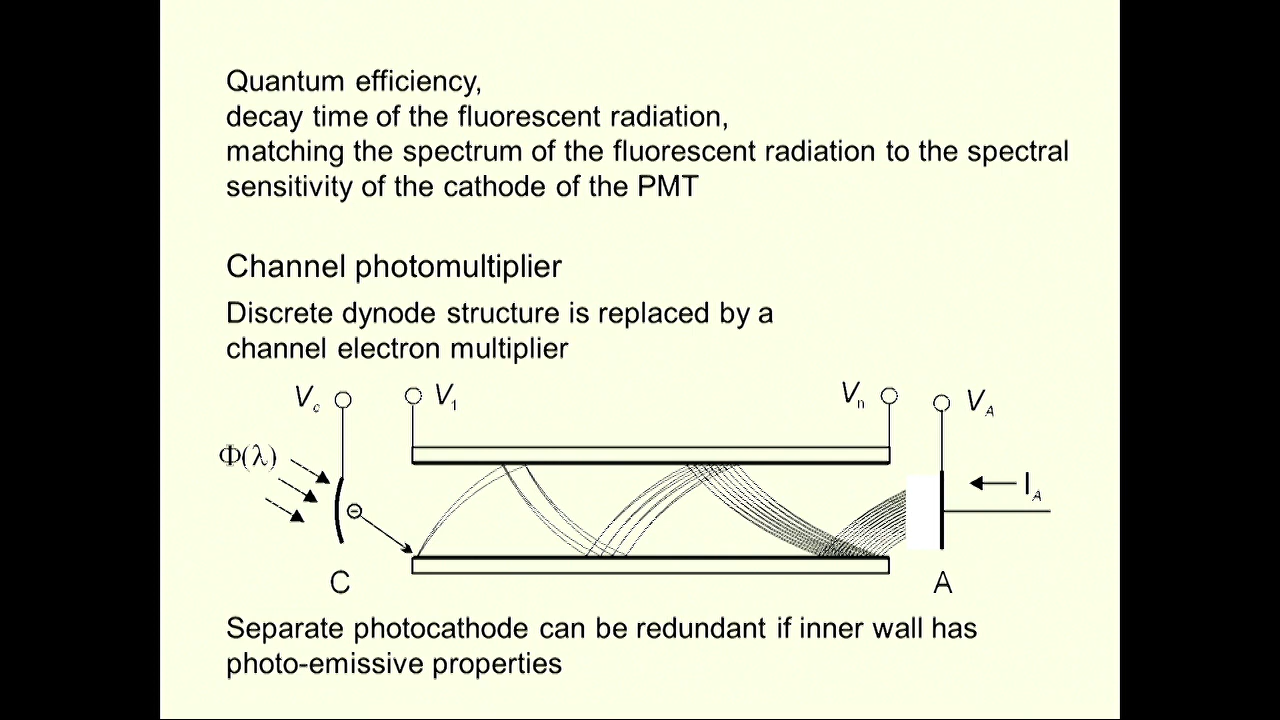 Quantum efficiency,
decay time of the fluorescent radiation,
matching the spectrum of the fluorescent radiation to the spectral
sensitivity of the cathode of the PMT
Channel photomultiplier
Discrete dynode structure is replaced by a
channel electron multiplier
Vc V1 Vn VA
Φ(λ)
IA
C A
Separate photocathode can be redundant if inner wall has
photo-emissive properties